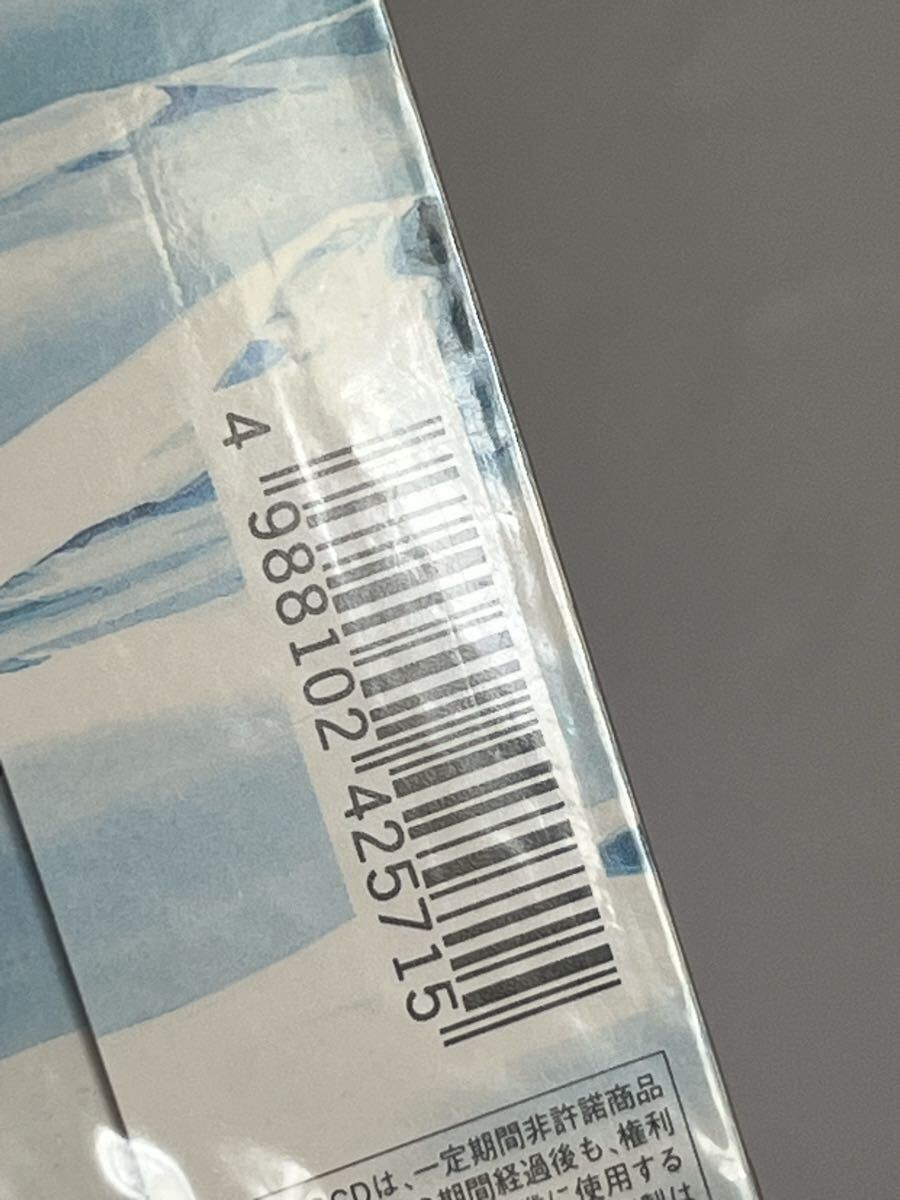 4 988102 425715
CDは、一定期間非許諾商品
期間経過後も、権利
に使用する
は